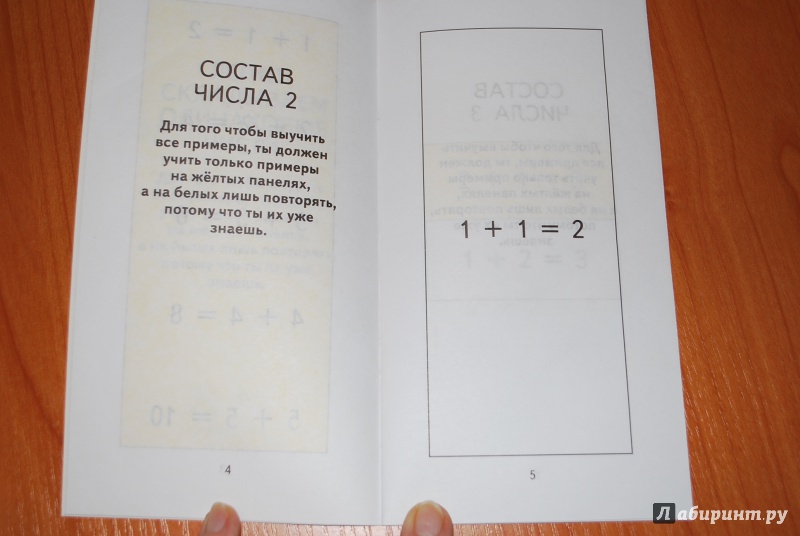 СОСТАВ
ЧИСЛА 2
Для того чтобы выучить
все примеры, ты должен
учить только примеры
на жёлтых панелях,
а на белых лишь повторять,
потому что ты их уже
знаешь.
4
1 + 1 = 2
5
Лабиринт.ру